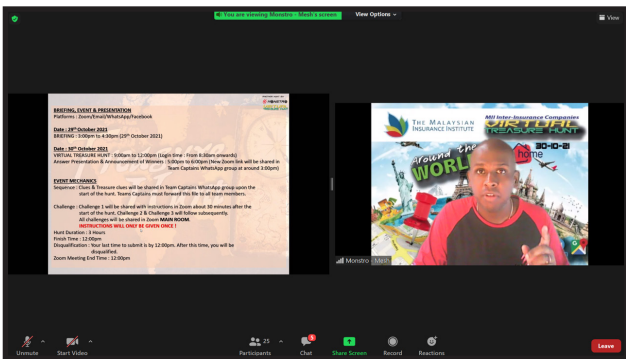 You are viewing Monstro - Mesh's screen
View Options
View
BRIEFING, EVENT & PRESENTATION
Platforms : Zoom/Email/WhatsApp/Facebook
Date : 29th October 2021
BRIEFING : 3:00pm to 4:30pm (29th October 2021)
Date : 30th October 2021
VIRTUAL TREASURE HUNT : 9:00am to 12:00pm (Login time : From 8:30am onwards)
Answer Presentation & Announcement of Winners : 5:00pm to 6:00pm (New Zoom link will be shared in
Team Captains WhatsApp group at around 3:00pm)
EVENT MECHANICS
Sequence : Clues & Treasure clues will be shared in Team Captains WhatsApp group upon the
start of the hunt. Teams Captains must forward this file to all team members.
Challenge : Challenge 1 will be shared with instructions in Zoom about 30 minutes after the
start of the hunt. Challenge 2 & Challenge 3 will follow subsequently.
All challenges will be shared in Zoom MAIN ROOM.
INSTRUCTIONS WILL ONLY BE GIVEN ONCE !
Hunt Duration : 3 Hours
Finish Time : 12:00pm
Disqualification : Your last time to submit is by 12:00pm. After this time, you will be
disqualified.
Zoom Meeting End Time : 12:00pm
MONSTRO
THE MALAYSIAN
INSURANCE INSTITUTE
MII Inter-Insurance Companies
VIRTUAL
TREASURE HUNT
30-10-21
Around the
WORLD
home
Monstro - Mesh
Unmute
Start Video
25
Participants
5
Chat
Share Screen
Record
Reactions
Leave